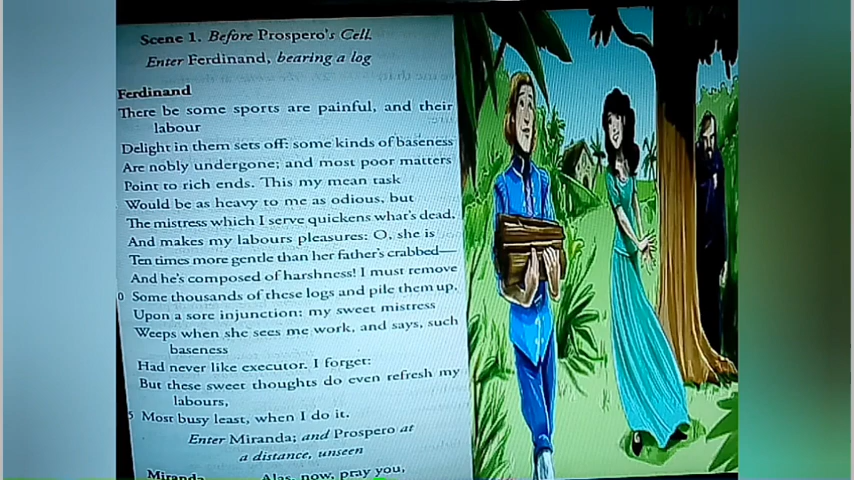 Scene 1. Before Prospero's Cell.
Enter Ferdinand, bearing a log
Ferdinand
There be some sports are painful, and their
labour
Delight in them sets off: some kinds of baseness
Are nobly undergone; and most poor matters
Point to rich ends. This my mean task
Would be as heavy to me as odious, but
The mistress which I serve quickens what's dead,
And makes my labours pleasures: O, she is
Ten times more gentle than her father's crabbed—
And he's composed of harshness! I must remove
0 Some thousands of these logs and pile them up,
Upon a sore injunction: my sweet mistress
Weeps when she sees me work, and says, such
baseness
Had never like executor. I forget:
But these sweet thoughts do even refresh my
labours,
5 Most busy least, when I do it.
Enter Miranda; and Prospero at
a distance, unseen
Miranda Alas, now, pray you,